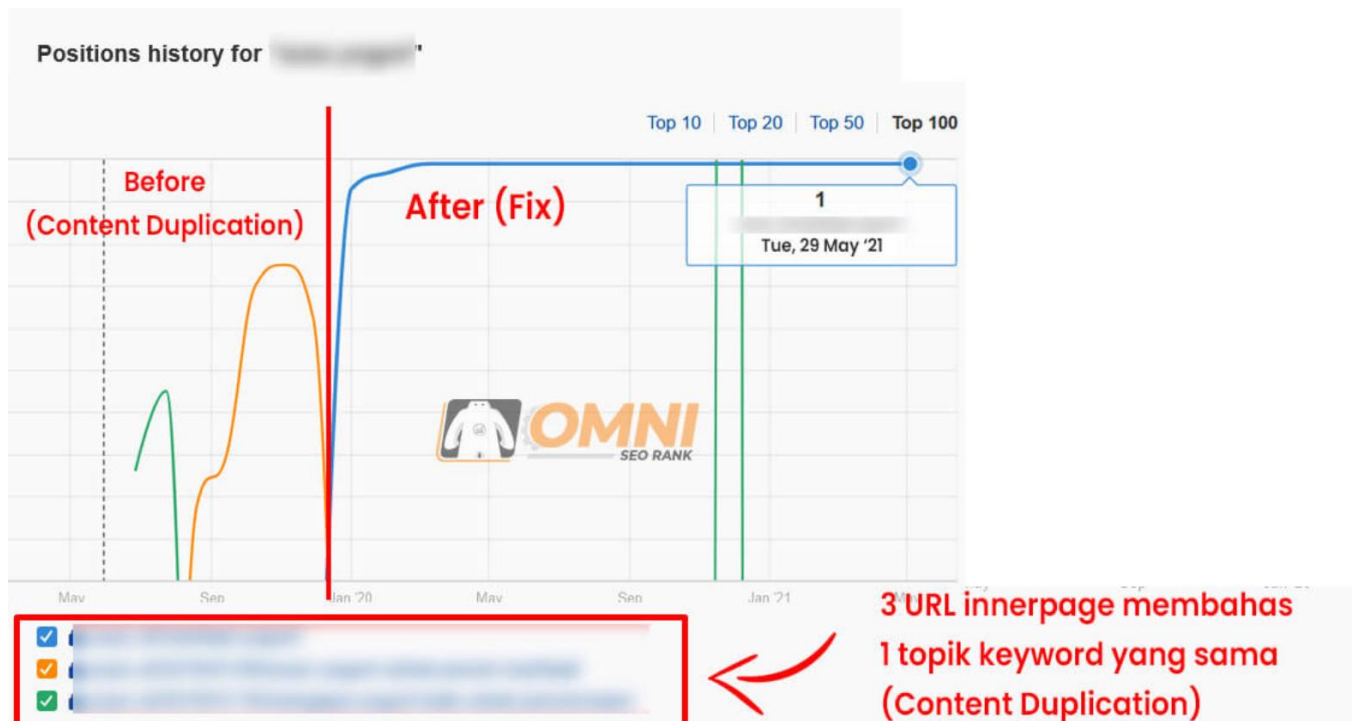 Positions history for " "
Top 10 Top 20 Top 50 Top 100
Before
(Content Duplication)
After (Fix)
1
Tue, 29 May ‘21
OMNI
SEO RANK
May Sep Jan '20 May Sep Jan '21 May
3 URL innerpage membahas
1 topik keyword yang sama
(Content Duplication)